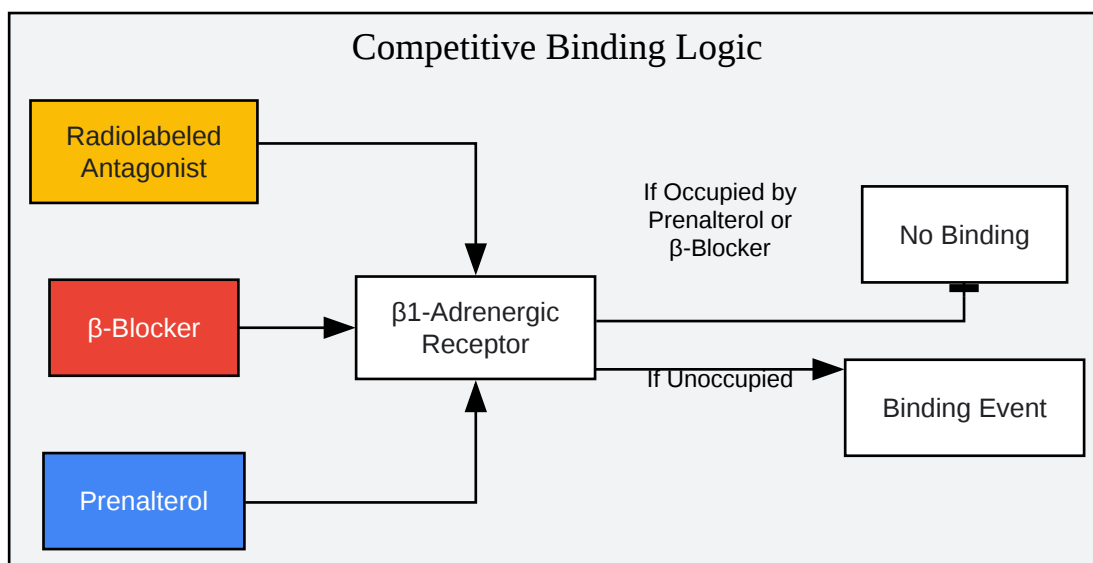 Competitive Binding Logic
Radiolabeled
Antagonist
If Occupied by
Prenalterol or
β-Blocker
No Binding
β-Blocker
β1-Adrenergic
Receptor
If Unoccupied
Binding Event
Prenalterol